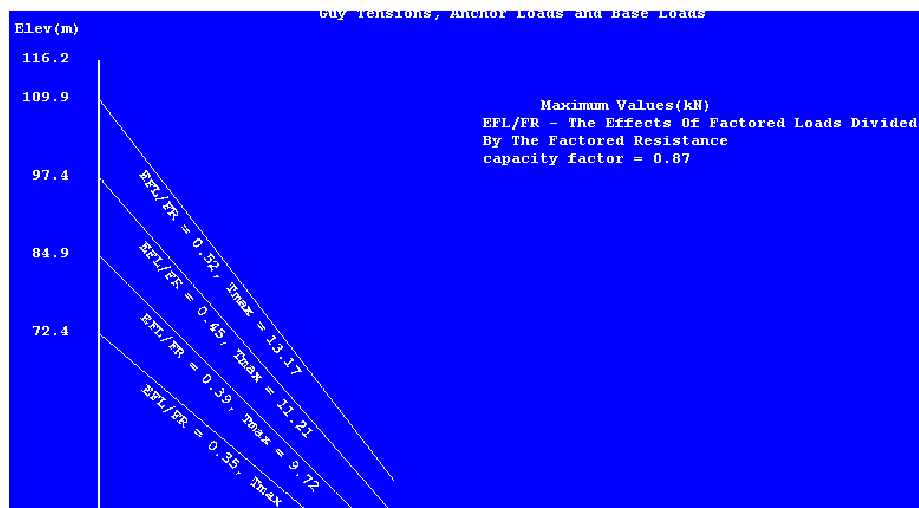 Guy Tensions, Anchor Loads and Base Loads
Elev(m)
116.2
109.9
Maximum Values(kN)
EFL/FR - The Effects Of Factored Loads Divided
By The Factored Resistance
capacity factor = 0.87
97.4
EFL/FR = 0.52, Tmax = 13.17
84.9
EFL/FR = 0.45, Tmax = 11.21
72.4
EFL/FR = 0.39, Tmax = 9.72
EFL/FR = 0.35, Tmax